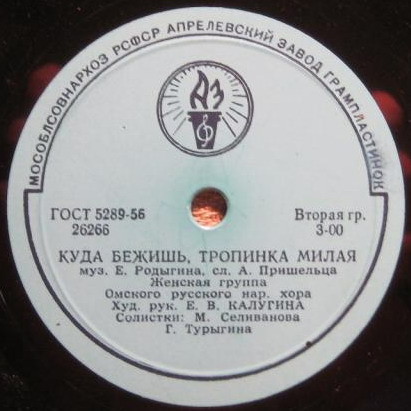 МОСОБЛСОВНАРХОЗ РСФСР АПРЕЛЕВСКИЙ ЗАВОД ГРАМПЛАСТИНОК
АЗ
ГОСТ 5289-56
26266
Вторая гр.
3-00
КУДА БЕЖИШЬ, ТРОПИНКА МИЛАЯ
муз. Е. Родыгина, сл. А. Пришельца
Женская группа
Омского русского нар. хора
Худ. рук. Е. В. КАЛУГИНА
Солистки: М. Селиванова
Г. Турыгина